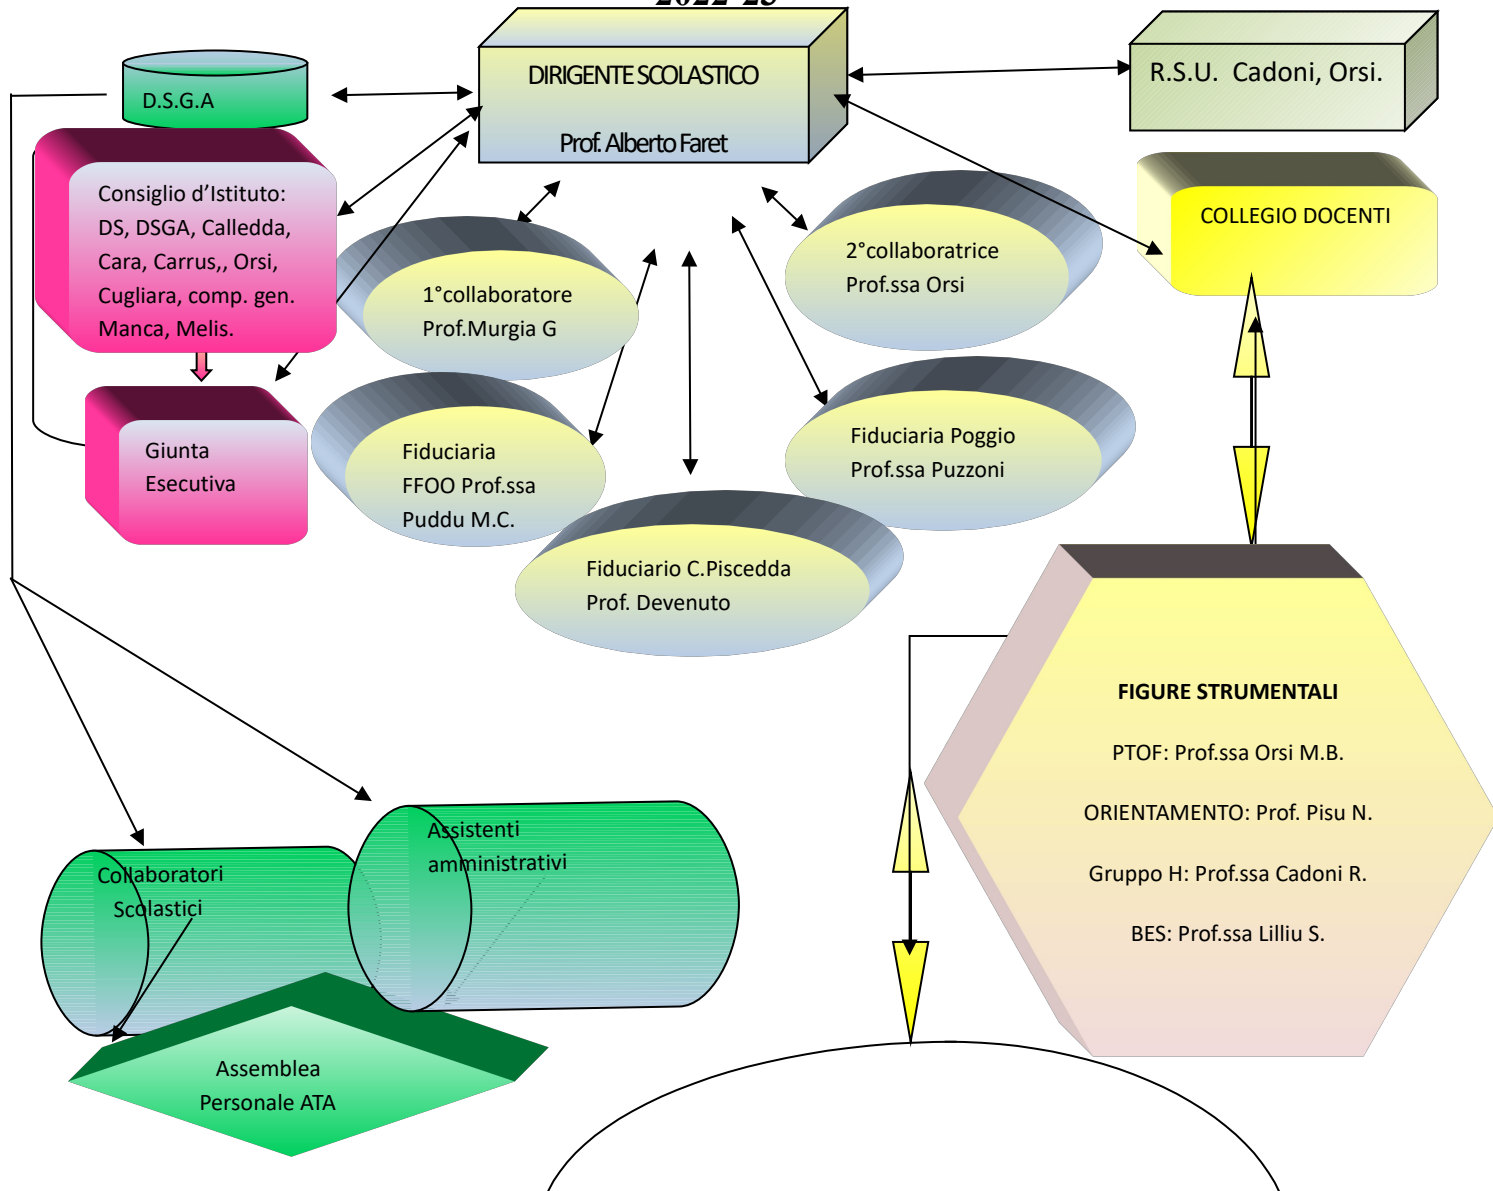 2022-23
D.S.G.A
DIRIGENTE SCOLASTICO
Prof. Alberto Faret
R.S.U. Cadoni, Orsi.
Consiglio d'Istituto:
DS, DSGA, Calledda,
Cara, Carrus,, Orsi,
Cugliara, comp. gen.
Manca, Melis.
COLLEGIO DOCENTI
1°collaboratore
Prof.Murgia G
2°collaboratrice
Prof.ssa Orsi
Giunta
Esecutiva
Fiduciaria
FFOO Prof.ssa
Puddu M.C.
Fiduciaria Poggio
Prof.ssa Puzzoni
Fiduciario C.Piscedda
Prof. Devenuto
FIGURE STRUMENTALI
PTOF: Prof.ssa Orsi M.B.
ORIENTAMENTO: Prof. Pisu N.
Gruppo H: Prof.ssa Cadoni R.
BES: Prof.ssa Lilliu S.
Assistenti
amministrativi
Collaboratori
Scolastici
Assemblea
Personale ATA